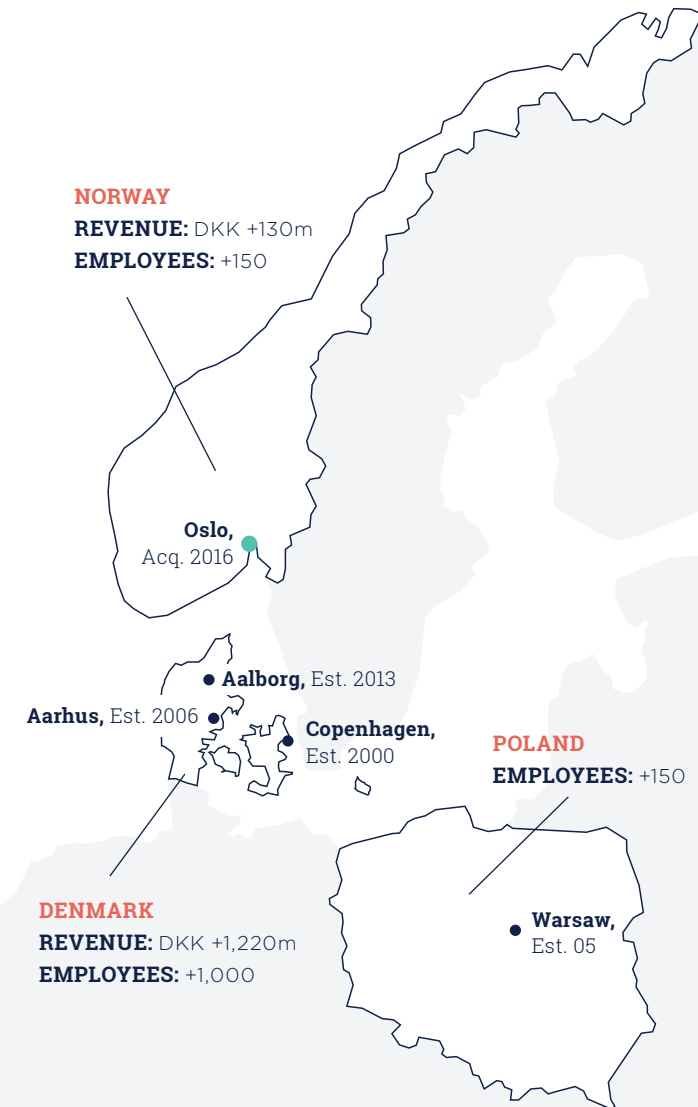 NORWAY
REVENUE: DKK +130m
EMPLOYEES: +150
Oslo,
Acq. 2016
Aalborg, Est. 2013
Aarhus, Est. 2006
Copenhagen,
Est. 2000
POLAND
EMPLOYEES: +150
DENMARK
REVENUE: DKK +1,220m
EMPLOYEES: +1,000
Warsaw,
Est. 05